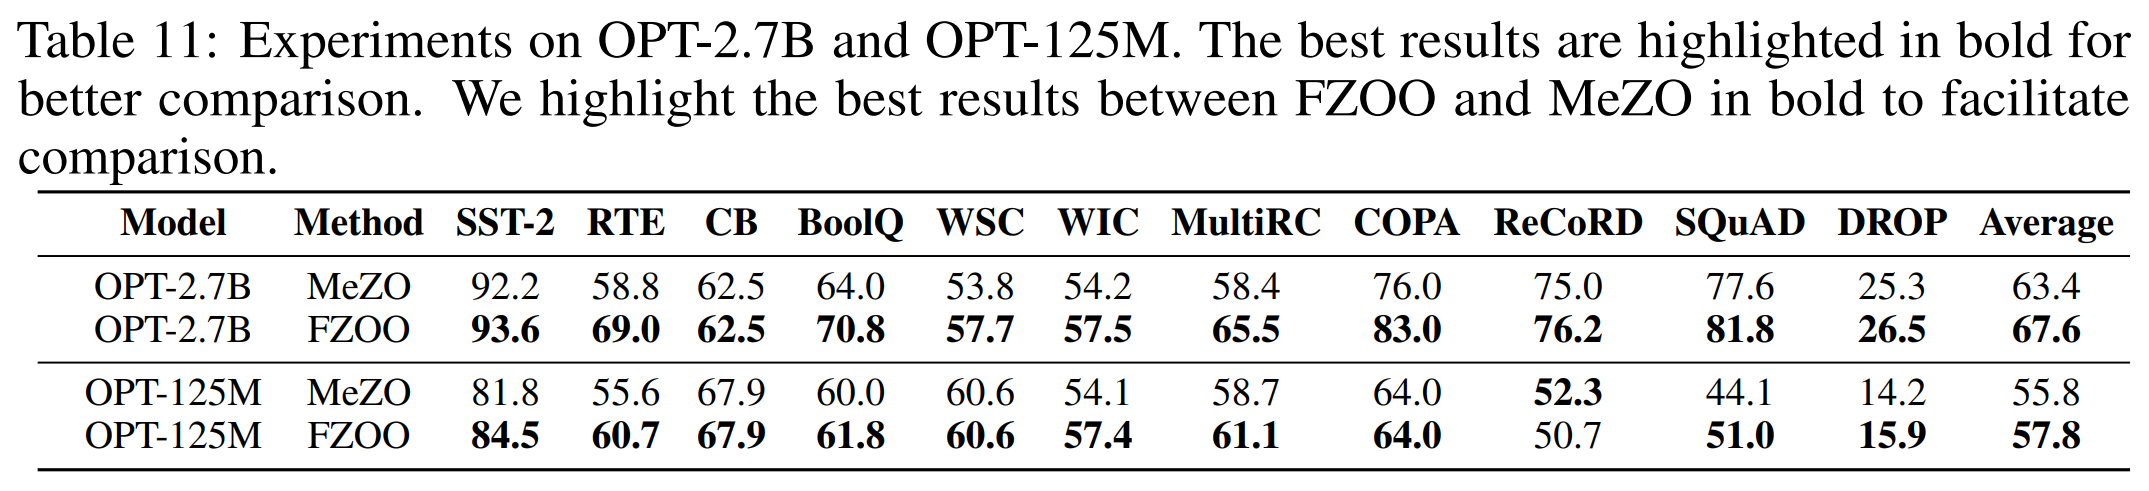 Table 11: Experiments on OPT-2.7B and OPT-125M. The best results are highlighted in bold for
better comparison. We highlight the best results between FZOO and MeZO in bold to facilitate
comparison.
Model Method SST-2 RTE CB BoolQ WSC WIC MultiRC COPA ReCoRD SQuAD DROP Average
OPT-2.7B MeZO 92.2 58.8 62.5 64.0 53.8 54.2 58.4 76.0 75.0 77.6 25.3 63.4
OPT-2.7B FZOO 93.6 69.0 62.5 70.8 57.7 57.5 65.5 83.0 76.2 81.8 26.5 67.6
OPT-125M MeZO 81.8 55.6 67.9 60.0 60.6 54.1 58.7 64.0 52.3 44.1 14.2 55.8
OPT-125M FZOO 84.5 60.7 67.9 61.8 60.6 57.4 61.1 64.0 50.7 51.0 15.9 57.8